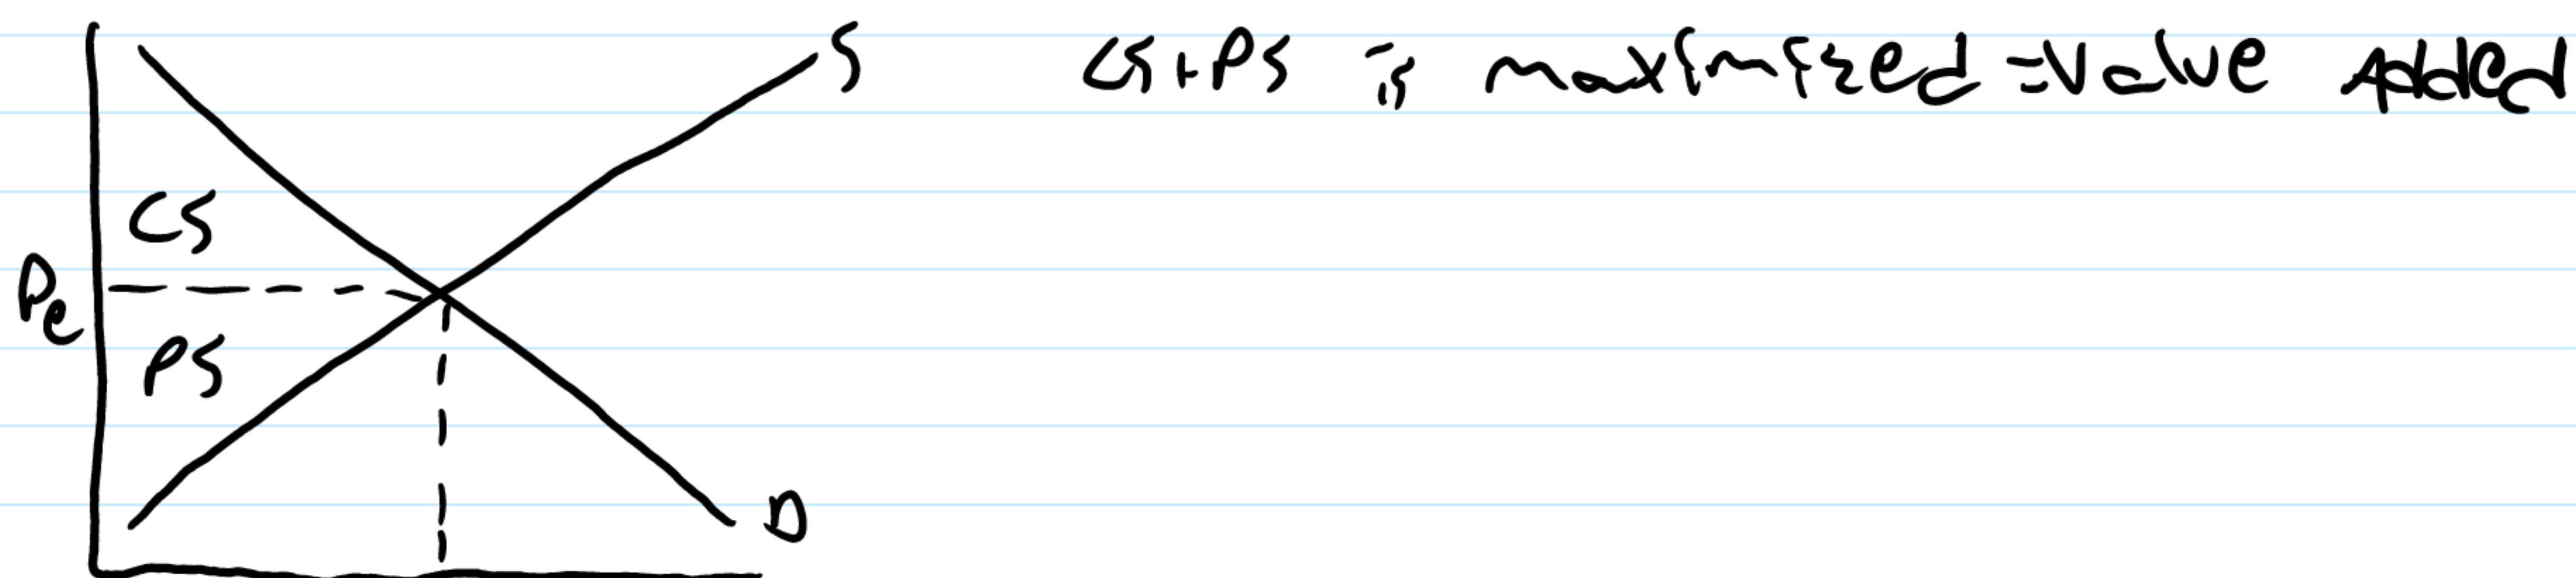 S
CS+PS is maximized = Value Added
CS
Pe
PS
D